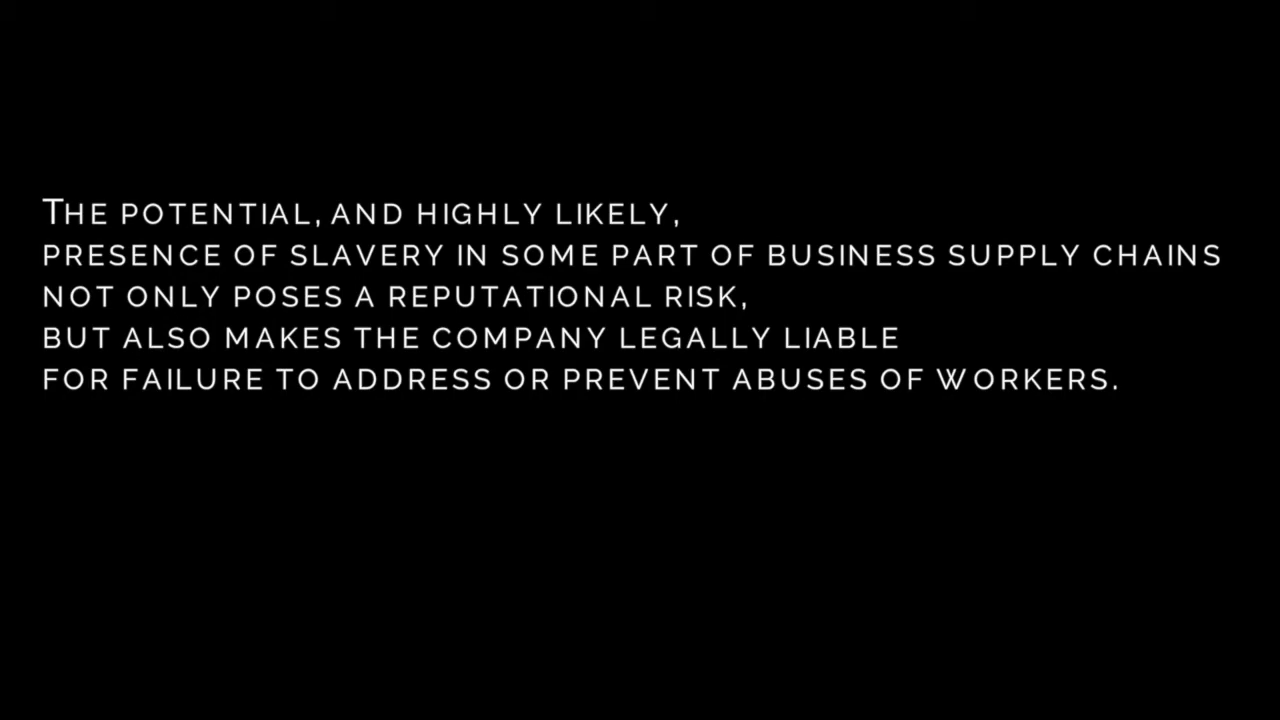 The potential, and highly likely,
presence of slavery in some part of business supply chains
not only poses a reputational risk,
but also makes the company legally liable
for failure to address or prevent abuses of workers.